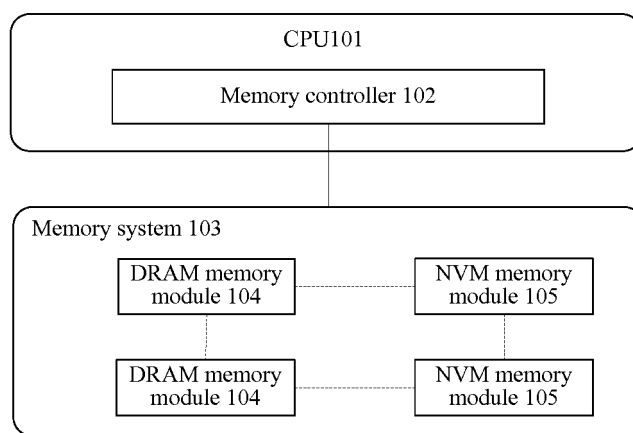 CPU101
Memory controller 102
Memory system 103
DRAM memory
module 104
NVM memory
module 105
DRAM memory
module 104
NVM memory
module 105